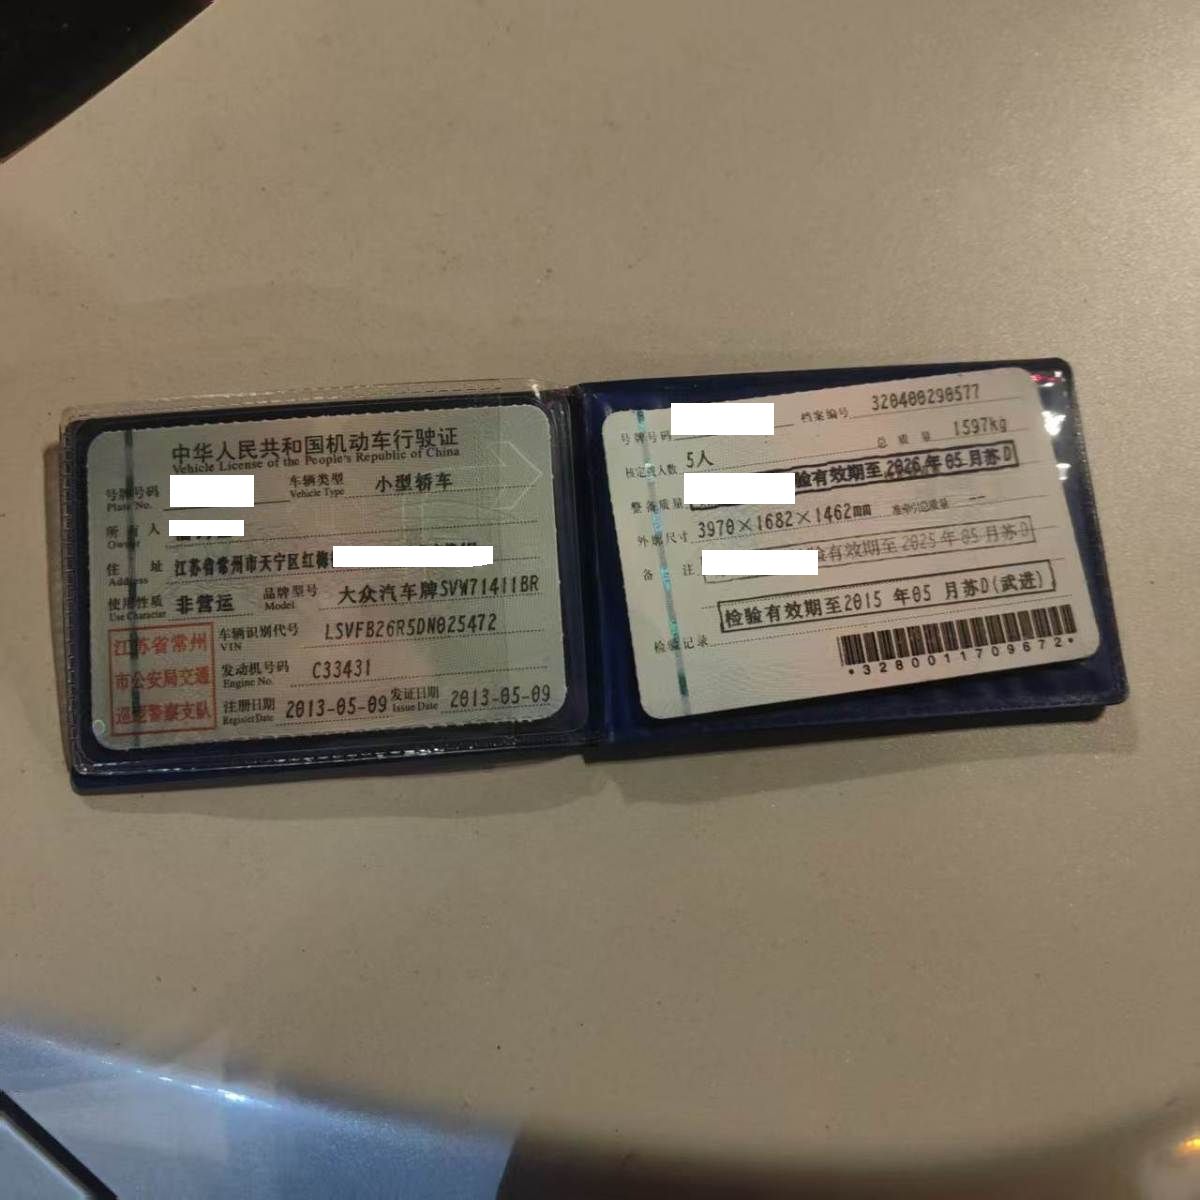 中华人民共和国机动车行驶证
Vehicle License of the People's Republic of China
号牌号码
Plate No.
车辆类型 小型轿车
Vehicle Type
所有人
Owner
住址 江苏省常州市天宁区红梅
Address
使用性质 非营运
Use Character
品牌型号 大众汽车牌SVW71411BR
Model
江苏省常州
市公安局交通
巡逻警察支队
车辆识别代号 LSVFB26R5DN025472
VIN
发动机号码 C33431
Engine No.
注册日期 2013-05-09
Register Date
发证日期 2013-05-09
Issue Date
号牌号码
档案编号 320400290577
核定载人数 5人
总质量 1597kg
整备质量
验有效期至2026年05月苏D
外廓尺寸 3970×1682×1462mm
准牵引总质量 --
备注
有效期至2025年05月苏D
检验有效期至2015年05月苏D(武进)
检验记录
*3280011709672*